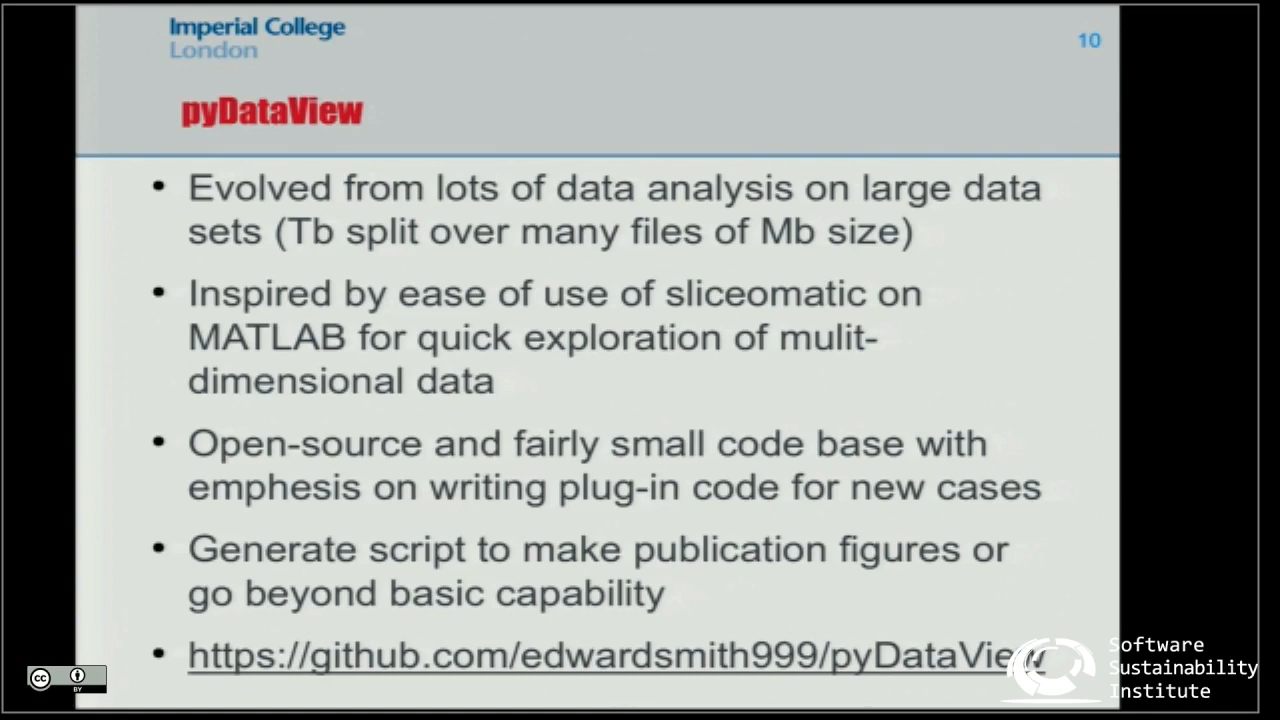 Imperial College
London
10
pyDataView
• Evolved from lots of data analysis on large data
sets (Tb split over many files of Mb size)
• Inspired by ease of use of sliceomatic on
MATLAB for quick exploration of mulit-
dimensional data
• Open-source and fairly small code base with
emphesis on writing plug-in code for new cases
• Generate script to make publication figures or
go beyond basic capability
• https://github.com/edwardsmith999/pyDataView
cc
BY
Software
Sustainability
Institute